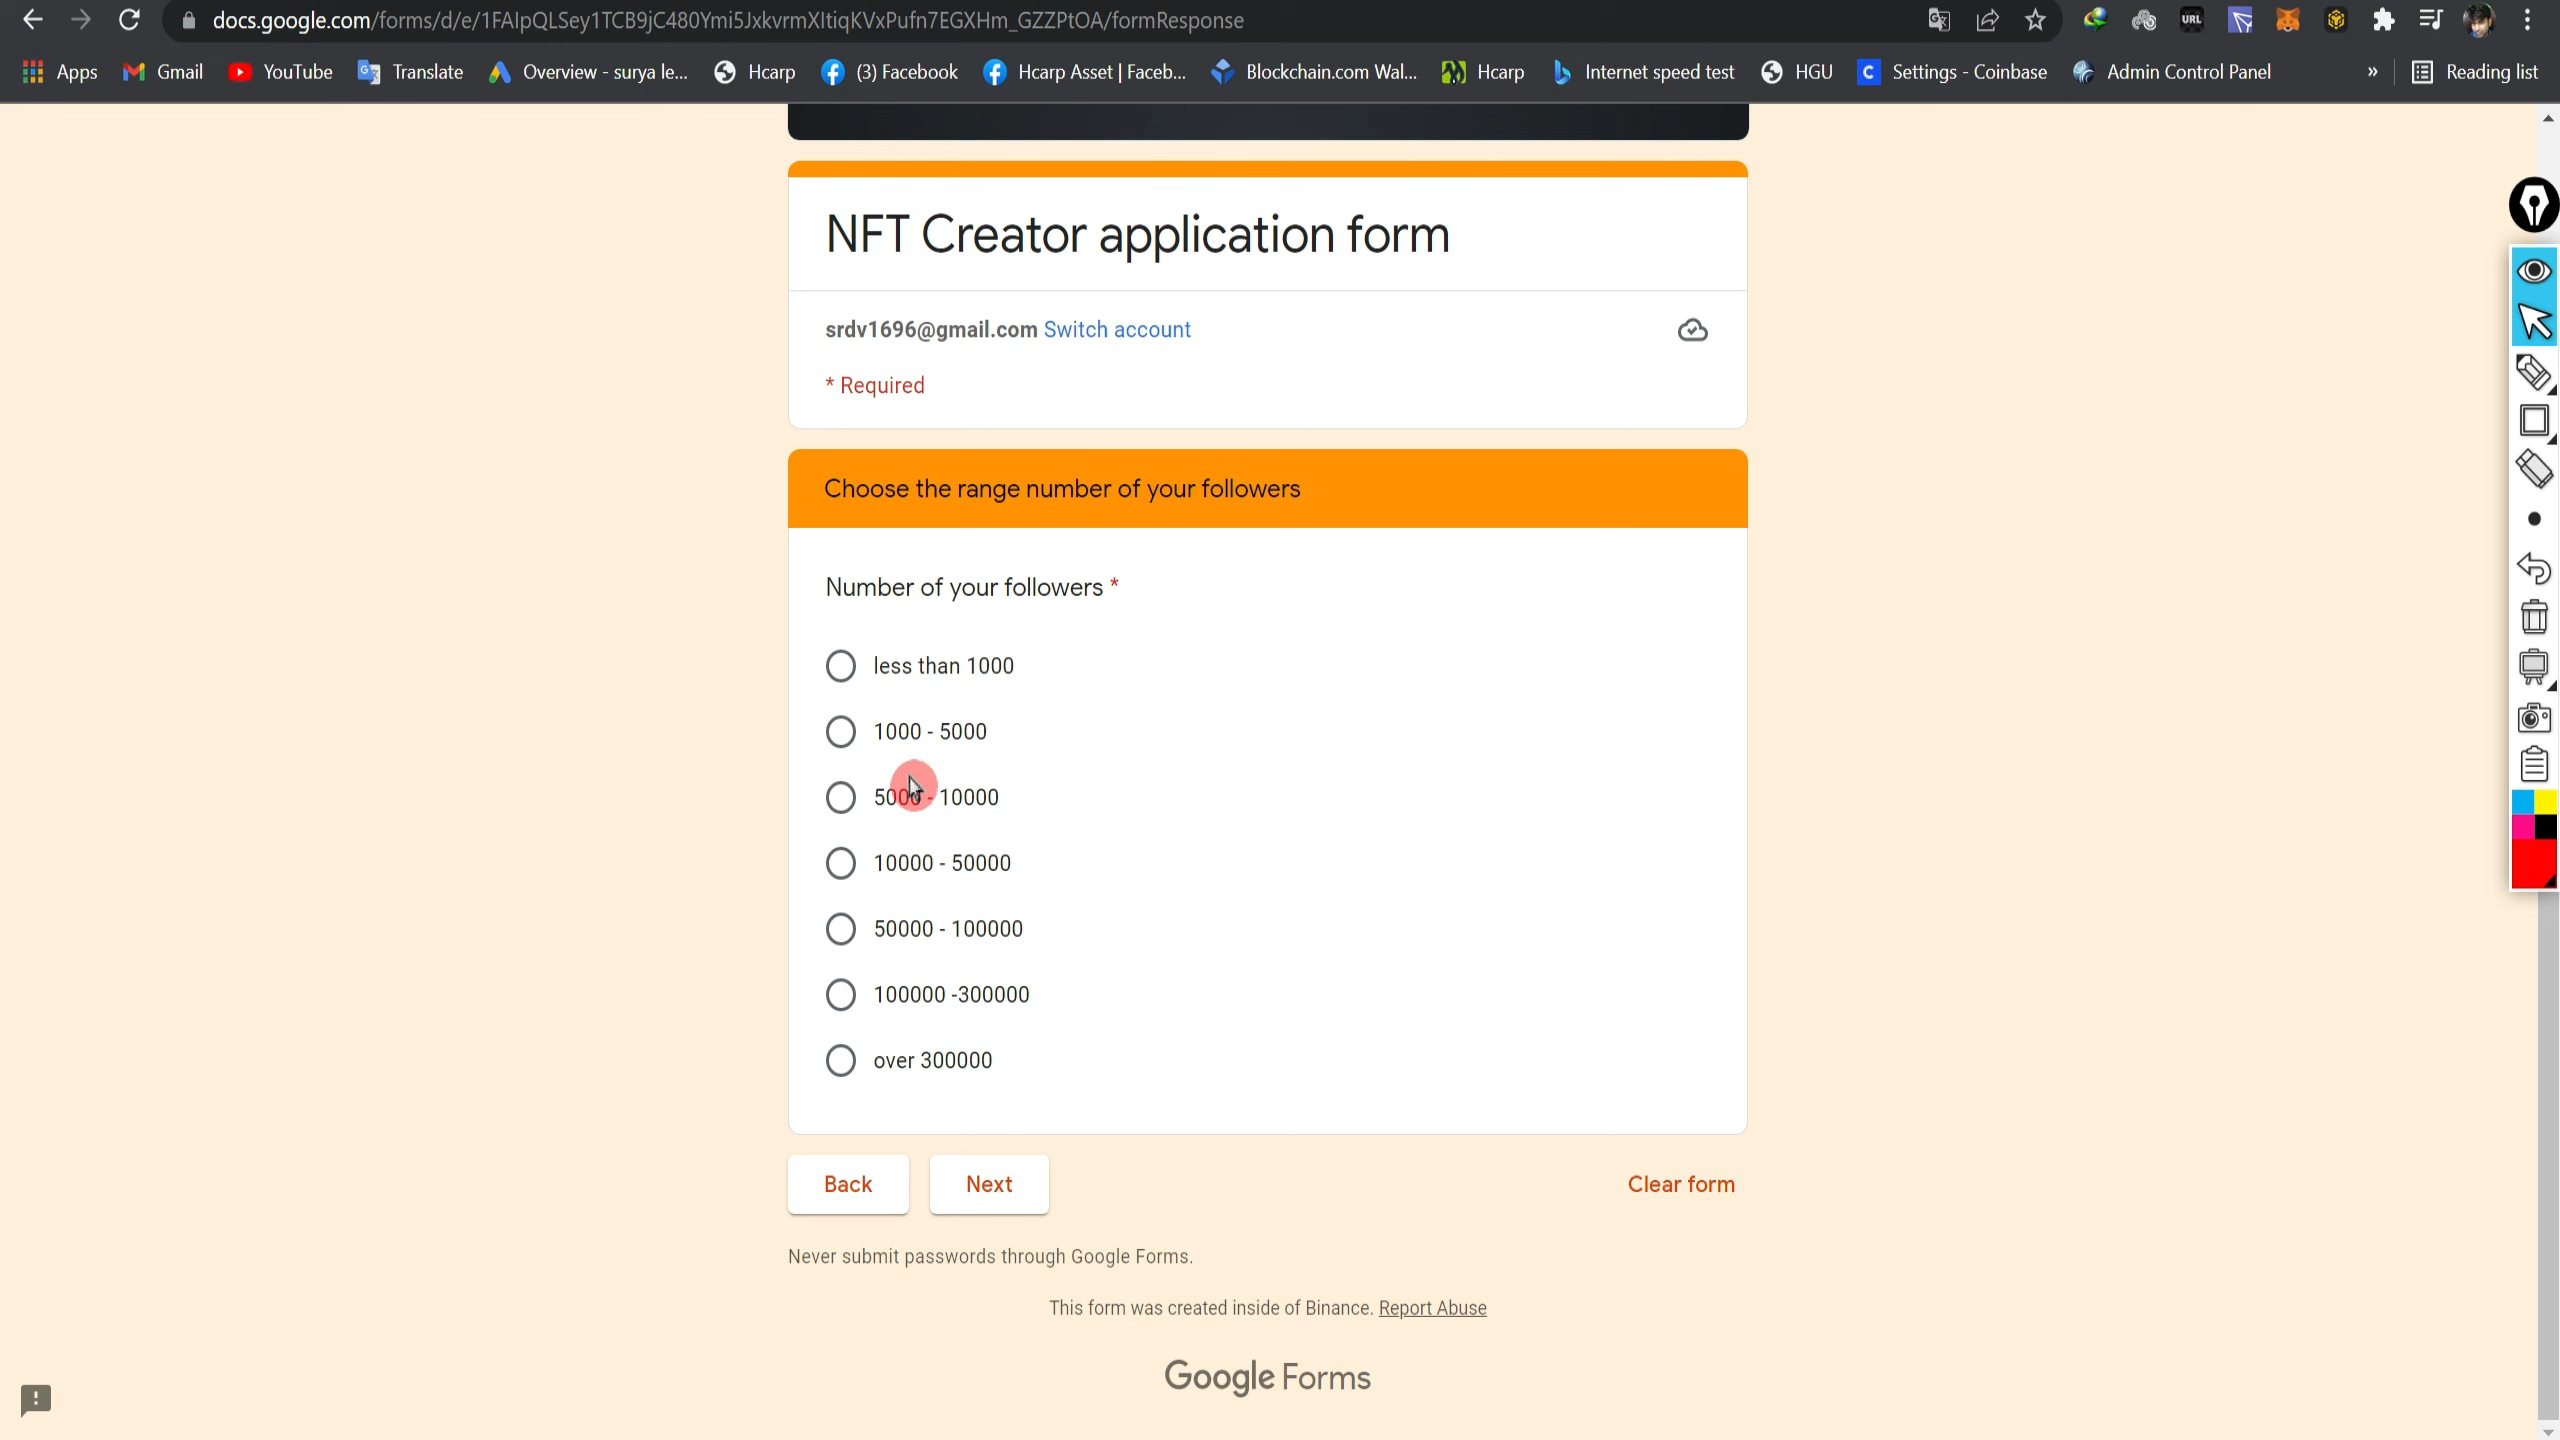 docs.google.com/forms/d/e/1FAIpQLSey1TCB9jC480Ymi5JxkvrmXItiqKVxPufn7EGXHm_GZZPtOA/formResponse
URL
Apps Gmail YouTube Translate Overview - surya le... Hcarp (3) Facebook Hcarp Asset | Faceb... Blockchain.com Wal... Hcarp Internet speed test HGU Settings - Coinbase Admin Control Panel » Reading list
NFT Creator application form
srdv1696@gmail.com Switch account
* Required
Choose the range number of your followers
Number of your followers *
less than 1000
1000 - 5000
5000 - 10000
10000 - 50000
50000 - 100000
100000 -300000
over 300000
Back Next Clear form
Never submit passwords through Google Forms.
This form was created inside of Binance. Report Abuse
Google Forms